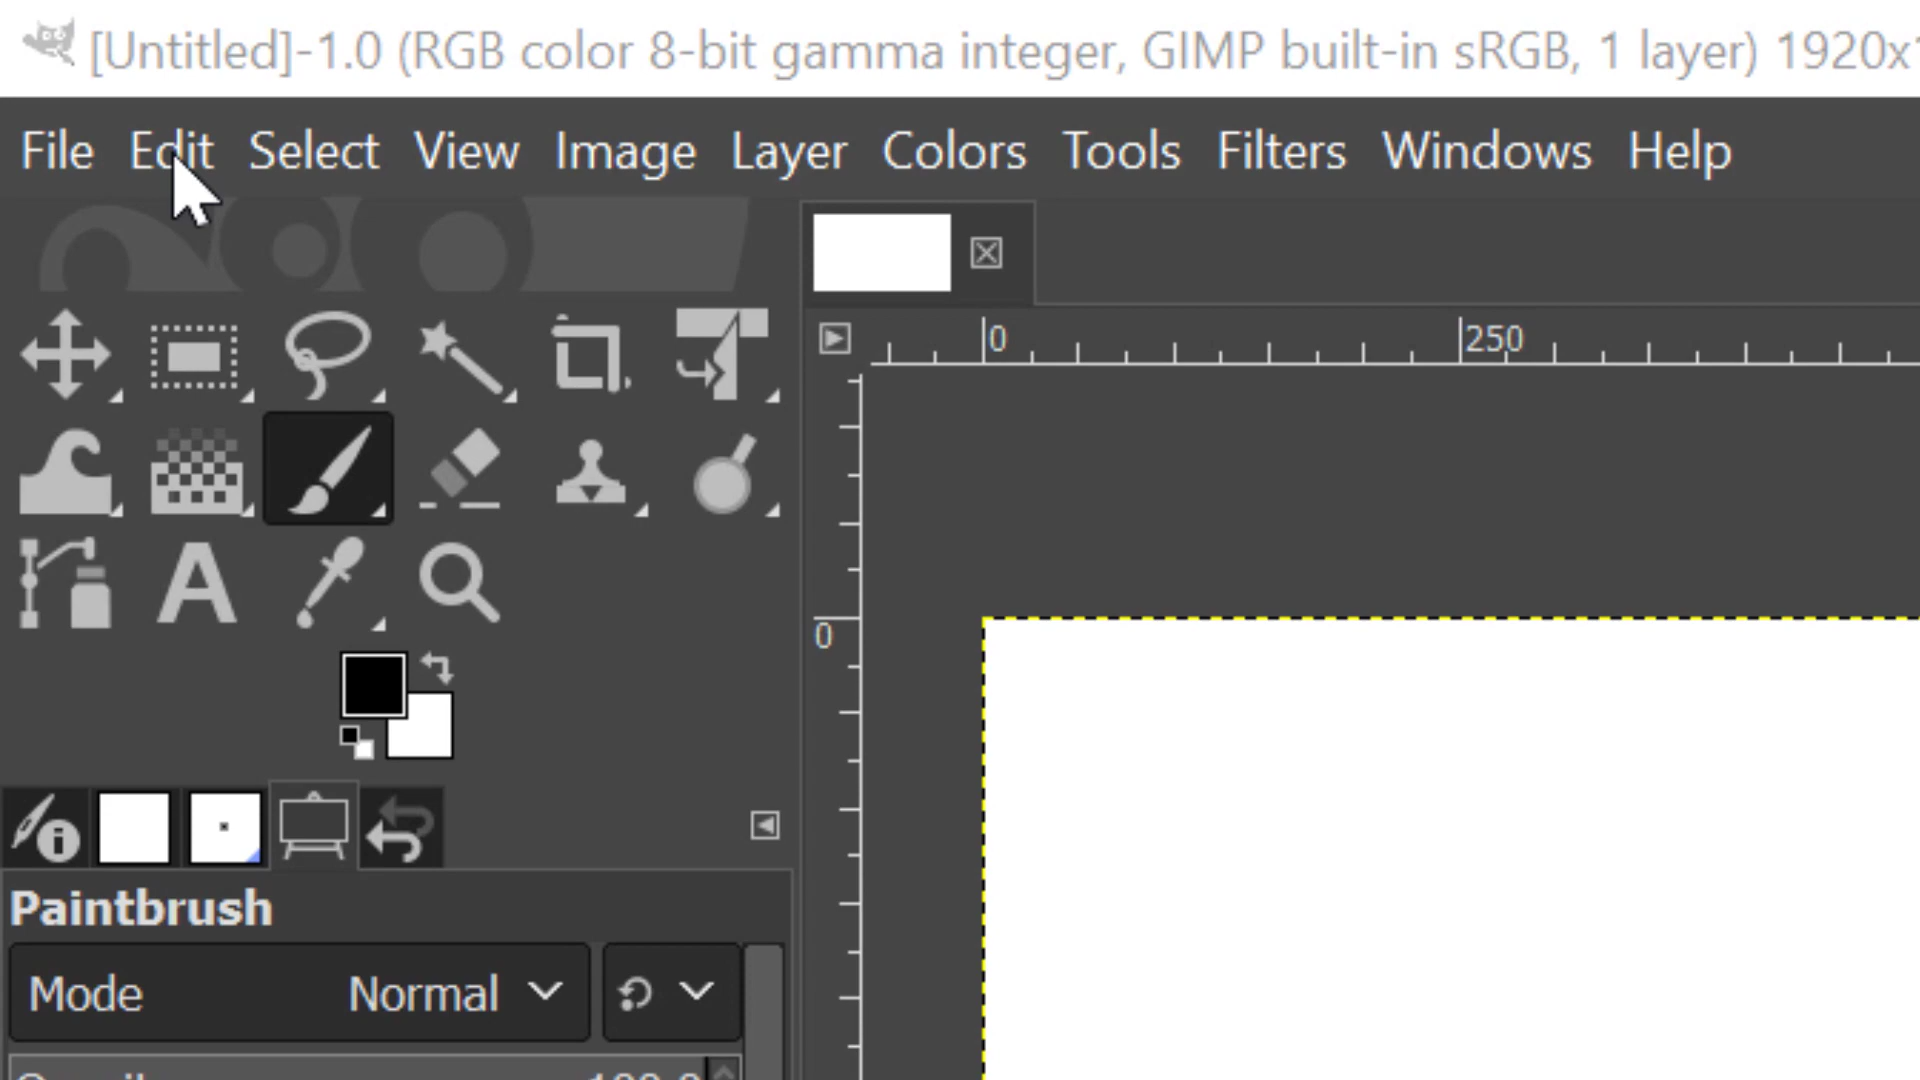 [Untitled]-1.0 (RGB color 8-bit gamma integer, GIMP built-in sRGB, 1 layer) 1920x
File Edit Select View Image Layer Colors Tools Filters Windows Help
0 250
0
Paintbrush
Mode Normal